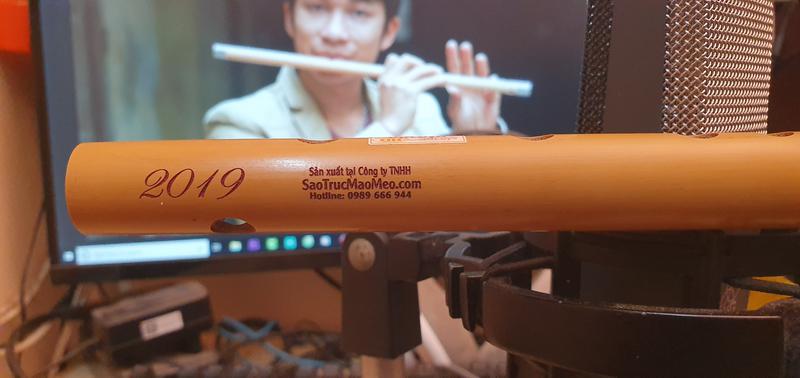 2019
Sản xuất tại Công ty TNHH
SaoTrucMaoMeo.com
Hotline: 0989 666 944